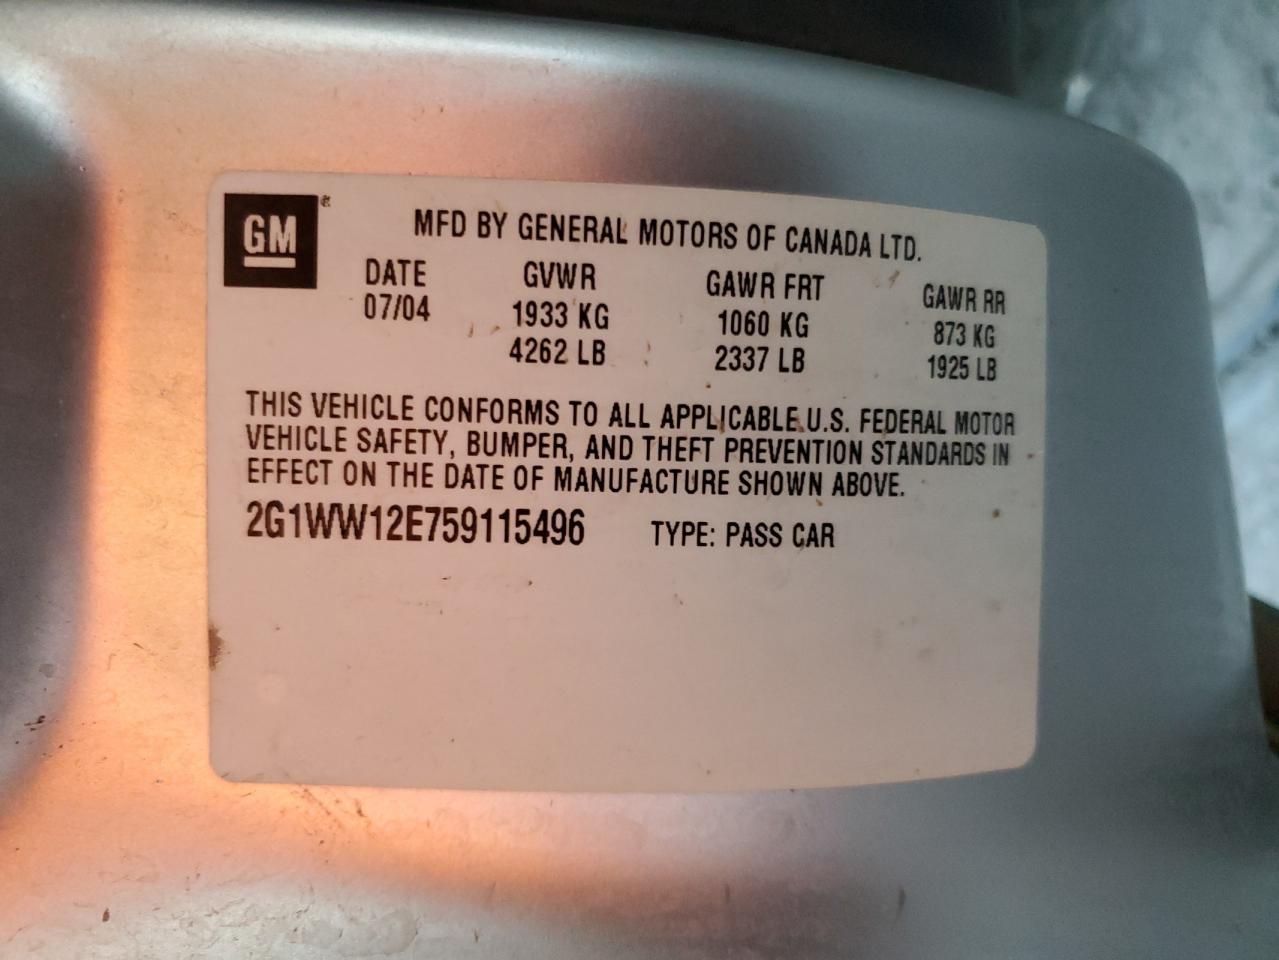 GM®
MFD BY GENERAL MOTORS OF CANADA LTD.
DATE GVWR GAWR FRT GAWR RR
07/04 1933 KG 1060 KG 873 KG
4262 LB 2337 LB 1925 LB
THIS VEHICLE CONFORMS TO ALL APPLICABLE U.S. FEDERAL MOTOR
VEHICLE SAFETY, BUMPER, AND THEFT PREVENTION STANDARDS IN
EFFECT ON THE DATE OF MANUFACTURE SHOWN ABOVE.
2G1WW12E759115496 TYPE: PASS CAR